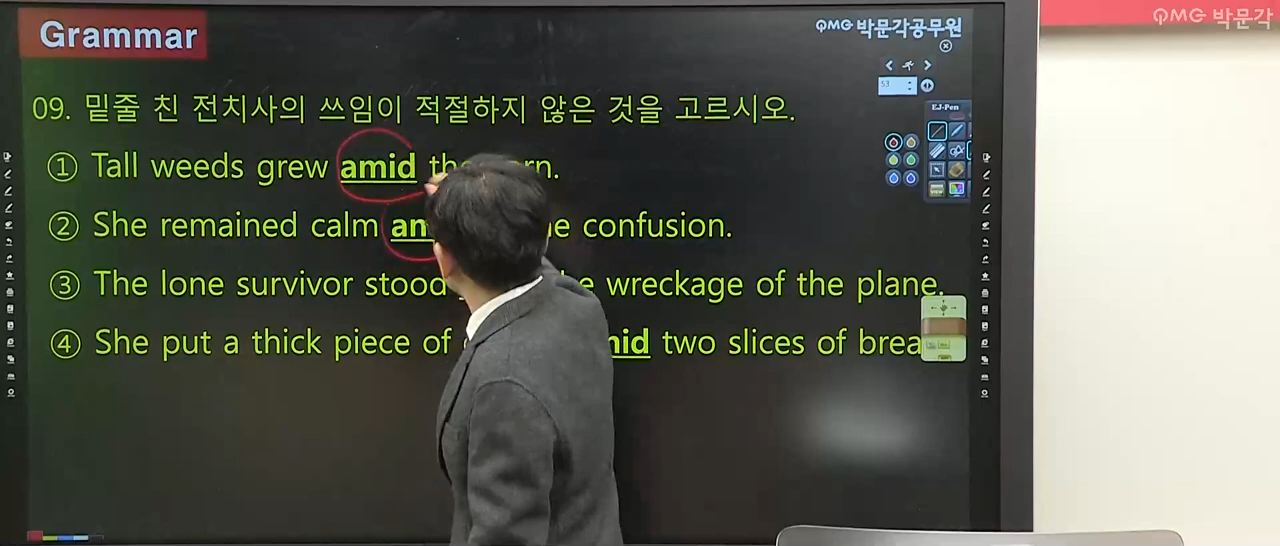 Grammar
박문각공무원
박문각
53
EJ-Pen
09. 밑줄 친 전치사의 쓰임이 적절하지 않은 것을 고르시오.
① Tall weeds grew amid
② She remained calm confusion.
③ The lone survivor stood wreckage of the plane.
④ She put a thick piece of two slices of